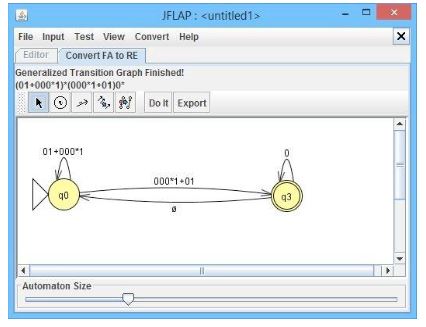 JFLAP : <untitled1>
File Input Test View Convert Help
Editor Convert FA to RE
Generalized Transition Graph Finished!
(01+000*1)*(000*1+01)0*
Do It Export
01+000*1
0
000*1+01
q0
q3
ø
Automaton Size